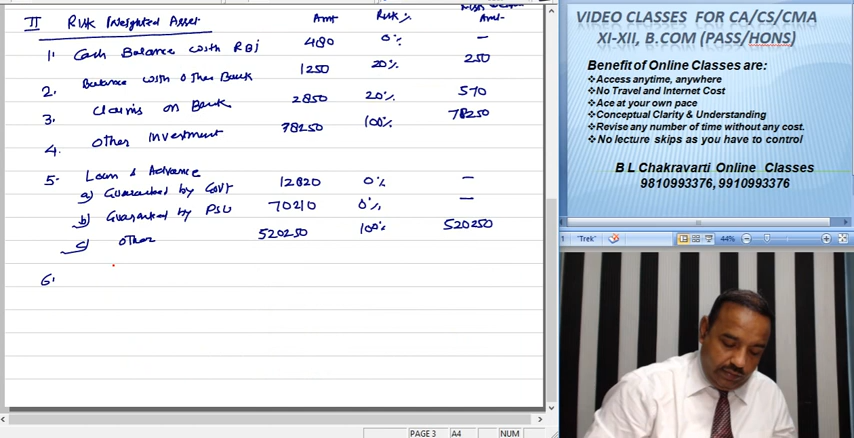 II Risk Weighted Asset Amt Risk%
Amt
1. Cash Balance with RBI 480 0% —
2. Balance with other Bank 1250 20% 250
3. Claims on Bank 2850 20% 570
4. Other Investment 78250 100% 78250
5. Loan & Advance
a) Guaranteed by Govt 12820 0% —
b) Guaranteed by PSU 70210 0% —
c) other 520250 100% 520250
6.
PAGE 3 A4 NUM
VIDEO CLASSES FOR CA/CS/CMA
XI-XII, B.COM (PASS/HONS)
Benefit of Online Classes are:
❖Access anytime, anywhere
❖No Travel and Internet Cost
❖Ace at your own pace
❖Conceptual Clarity & Understanding
❖Revise any number of time without any cost.
❖No lecture skips as you have to control
B L Chakravarti Online Classes
9810993376, 9910993376
1 "Trek" 44%